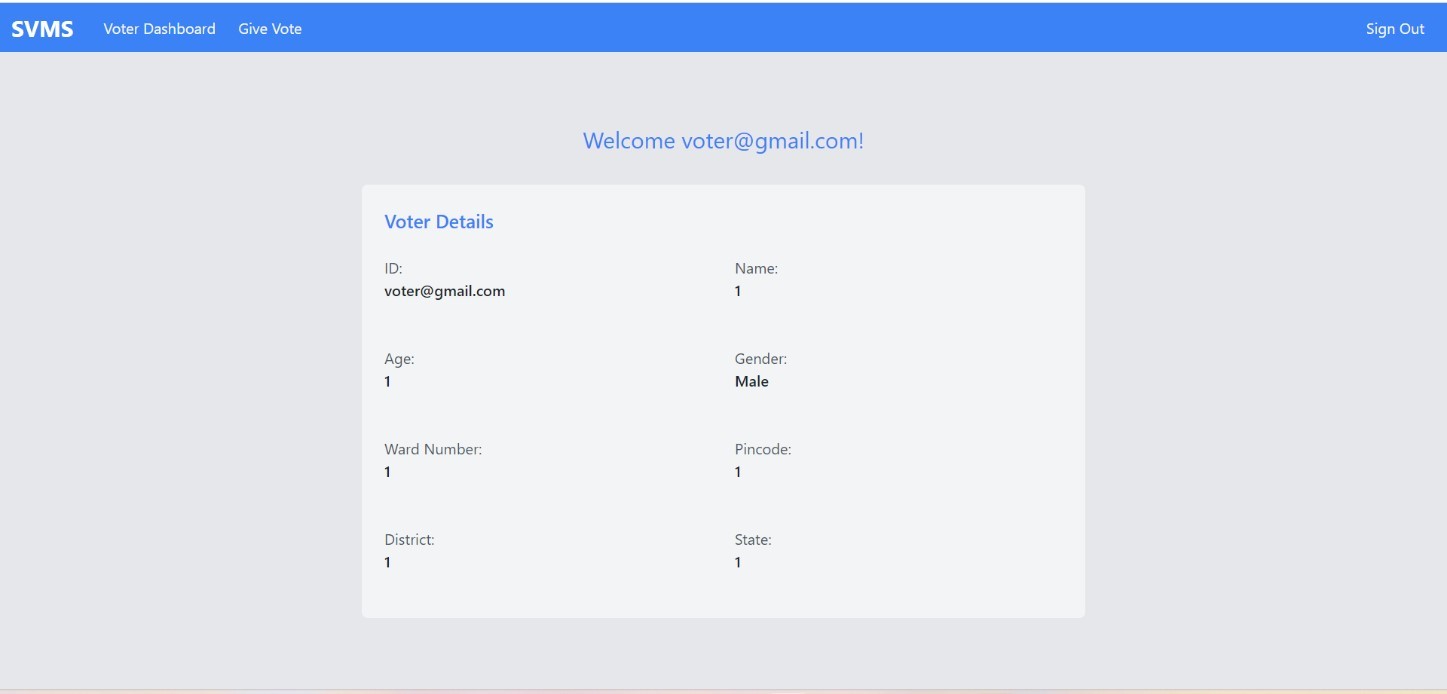 SVMS Voter Dashboard Give Vote Sign Out
Welcome voter@gmail.com!
Voter Details
ID: Name:
voter@gmail.com 1
Age: Gender:
1 Male
Ward Number: Pincode:
1 1
District: State:
1 1